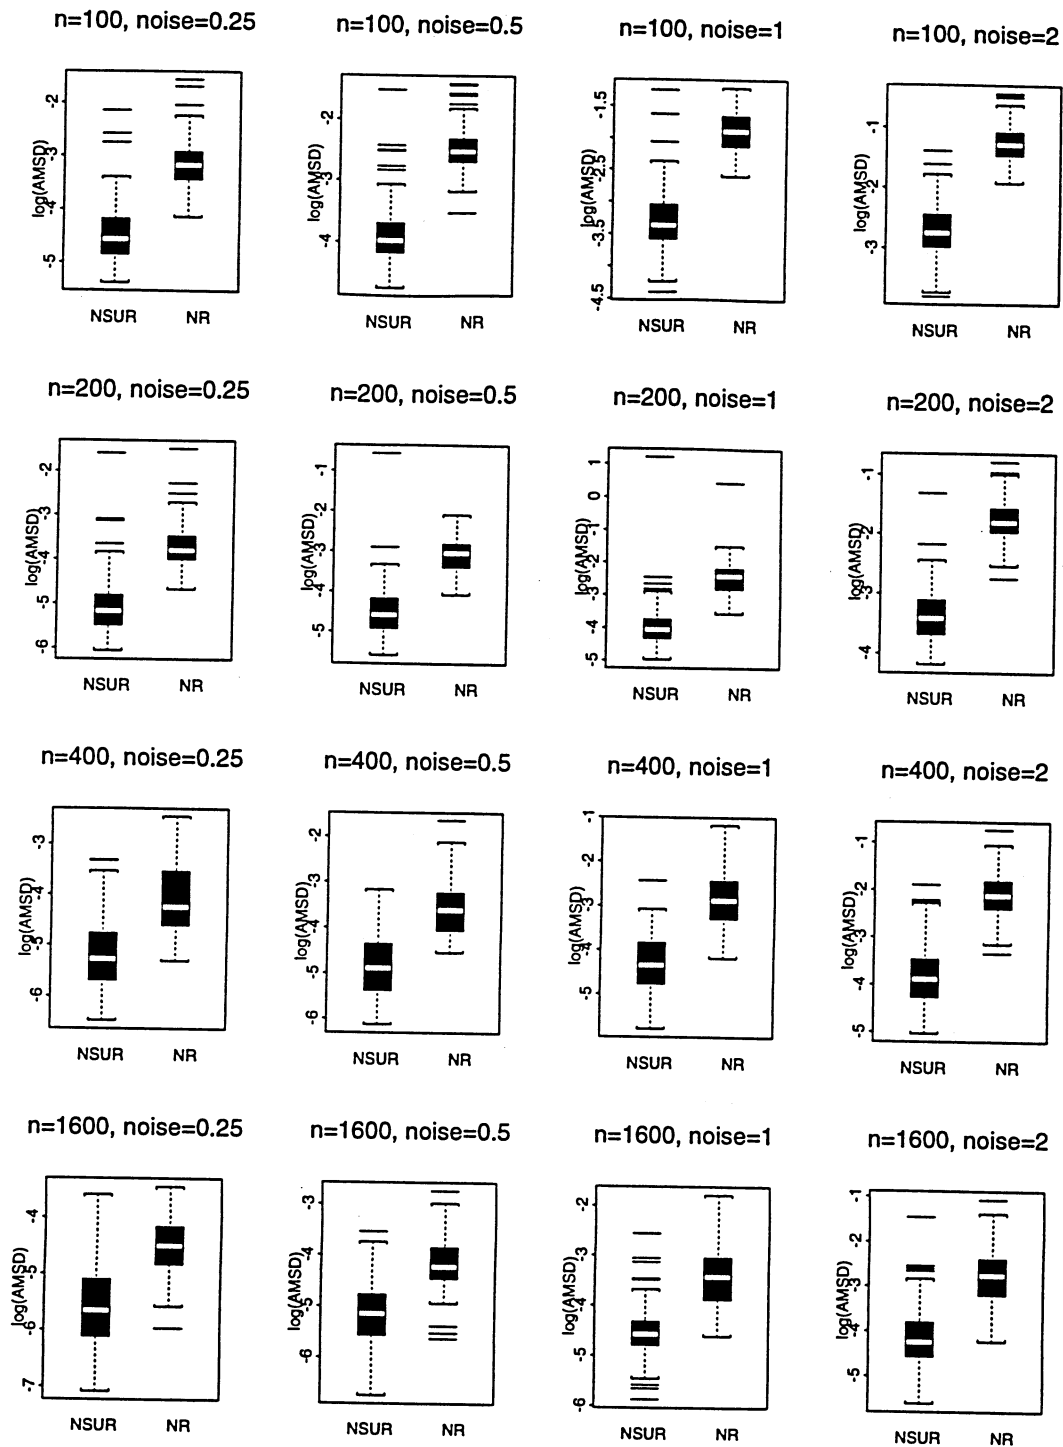 n=100, noise=0.25
n=100, noise=0.5
n=100, noise=1
n=100, noise=2
log(AMSD)
-2
-3
-4
-5
NSUR
NR
log(AMSD)
-2
-3
-4
NSUR
NR
log(AMSD)
-1.5
-2.5
-3.5
-4.5
NSUR
NR
log(AMSD)
-1
-2
-3
NSUR
NR
n=200, noise=0.25
n=200, noise=0.5
n=200, noise=1
n=200, noise=2
log(AMSD)
-2
-3
-4
-5
-6
NSUR
NR
log(AMSD)
-1
-2
-3
-4
-5
NSUR
NR
log(AMSD)
1
0
-1
-2
-3
-4
-5
NSUR
NR
log(AMSD)
-1
-2
-3
-4
NSUR
NR
n=400, noise=0.25
n=400, noise=0.5
n=400, noise=1
n=400, noise=2
log(AMSD)
-3
-4
-5
-6
NSUR
NR
log(AMSD)
-2
-3
-4
-5
-6
NSUR
NR
log(AMSD)
-1
-2
-3
-4
-5
NSUR
NR
log(AMSD)
-1
-2
-3
-4
-5
NSUR
NR
n=1600, noise=0.25
n=1600, noise=0.5
n=1600, noise=1
n=1600, noise=2
log(AMSD)
-4
-5
-6
-7
NSUR
NR
log(AMSD)
-3
-4
-5
-6
NSUR
NR
log(AMSD)
-2
-3
-4
-5
-6
NSUR
NR
log(AMSD)
-1
-2
-3
-4
-5
NSUR
NR